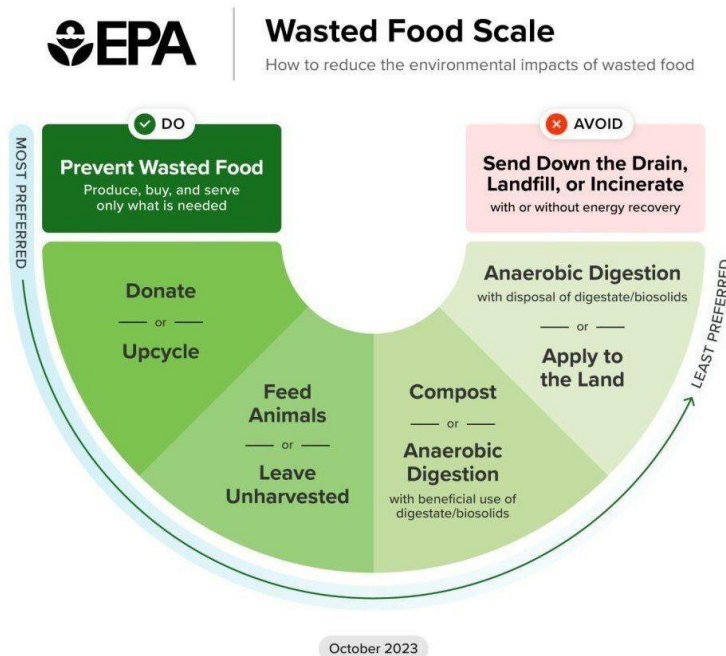 EPA
Wasted Food Scale
How to reduce the environmental impacts of wasted food
DO
Prevent Wasted Food
Produce, buy, and serve
only what is needed
AVOID
Send Down the Drain,
Landfill, or Incinerate
with or without energy recovery
MOST PREFERRED
Donate
or
Upcycle
Feed
Animals
or
Leave
Unharvested
Compost
or
Anaerobic
Digestion
with beneficial use of
digestate/biosolids
Anaerobic Digestion
with disposal of digestate/biosolids
or
Apply to
the Land
LEAST PREFERRED
October 2023